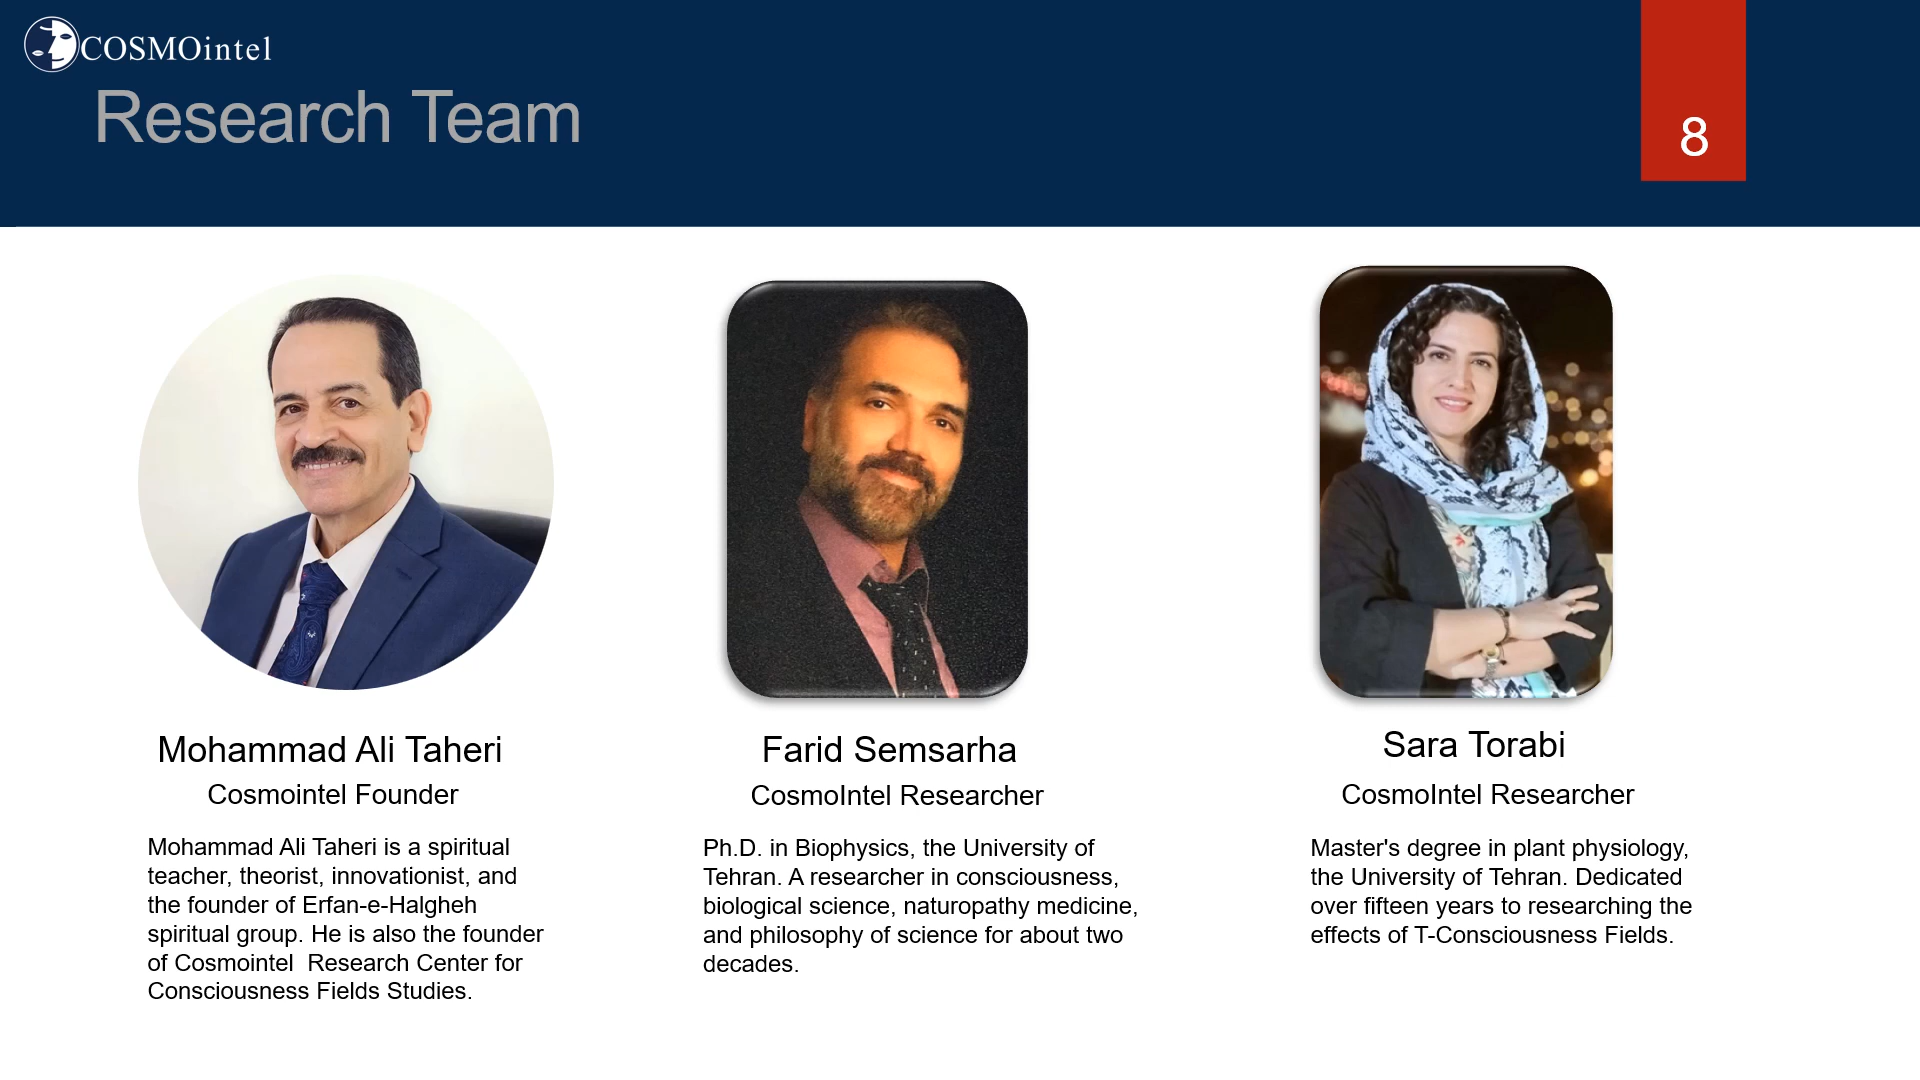 COSMOintel
Research Team
8
Mohammad Ali Taheri
Cosmointel Founder
Mohammad Ali Taheri is a spiritual
teacher, theorist, innovationist, and
the founder of Erfan-e-Halgheh
spiritual group. He is also the founder
of Cosmointel  Research Center for
Consciousness Fields Studies.
Farid Semsarha
CosmoIntel Researcher
Ph.D. in Biophysics, the University of
Tehran. A researcher in consciousness,
biological science, naturopathy medicine,
and philosophy of science for about two
decades.
Sara Torabi
CosmoIntel Researcher
Master's degree in plant physiology,
the University of Tehran. Dedicated
over fifteen years to researching the
effects of T-Consciousness Fields.